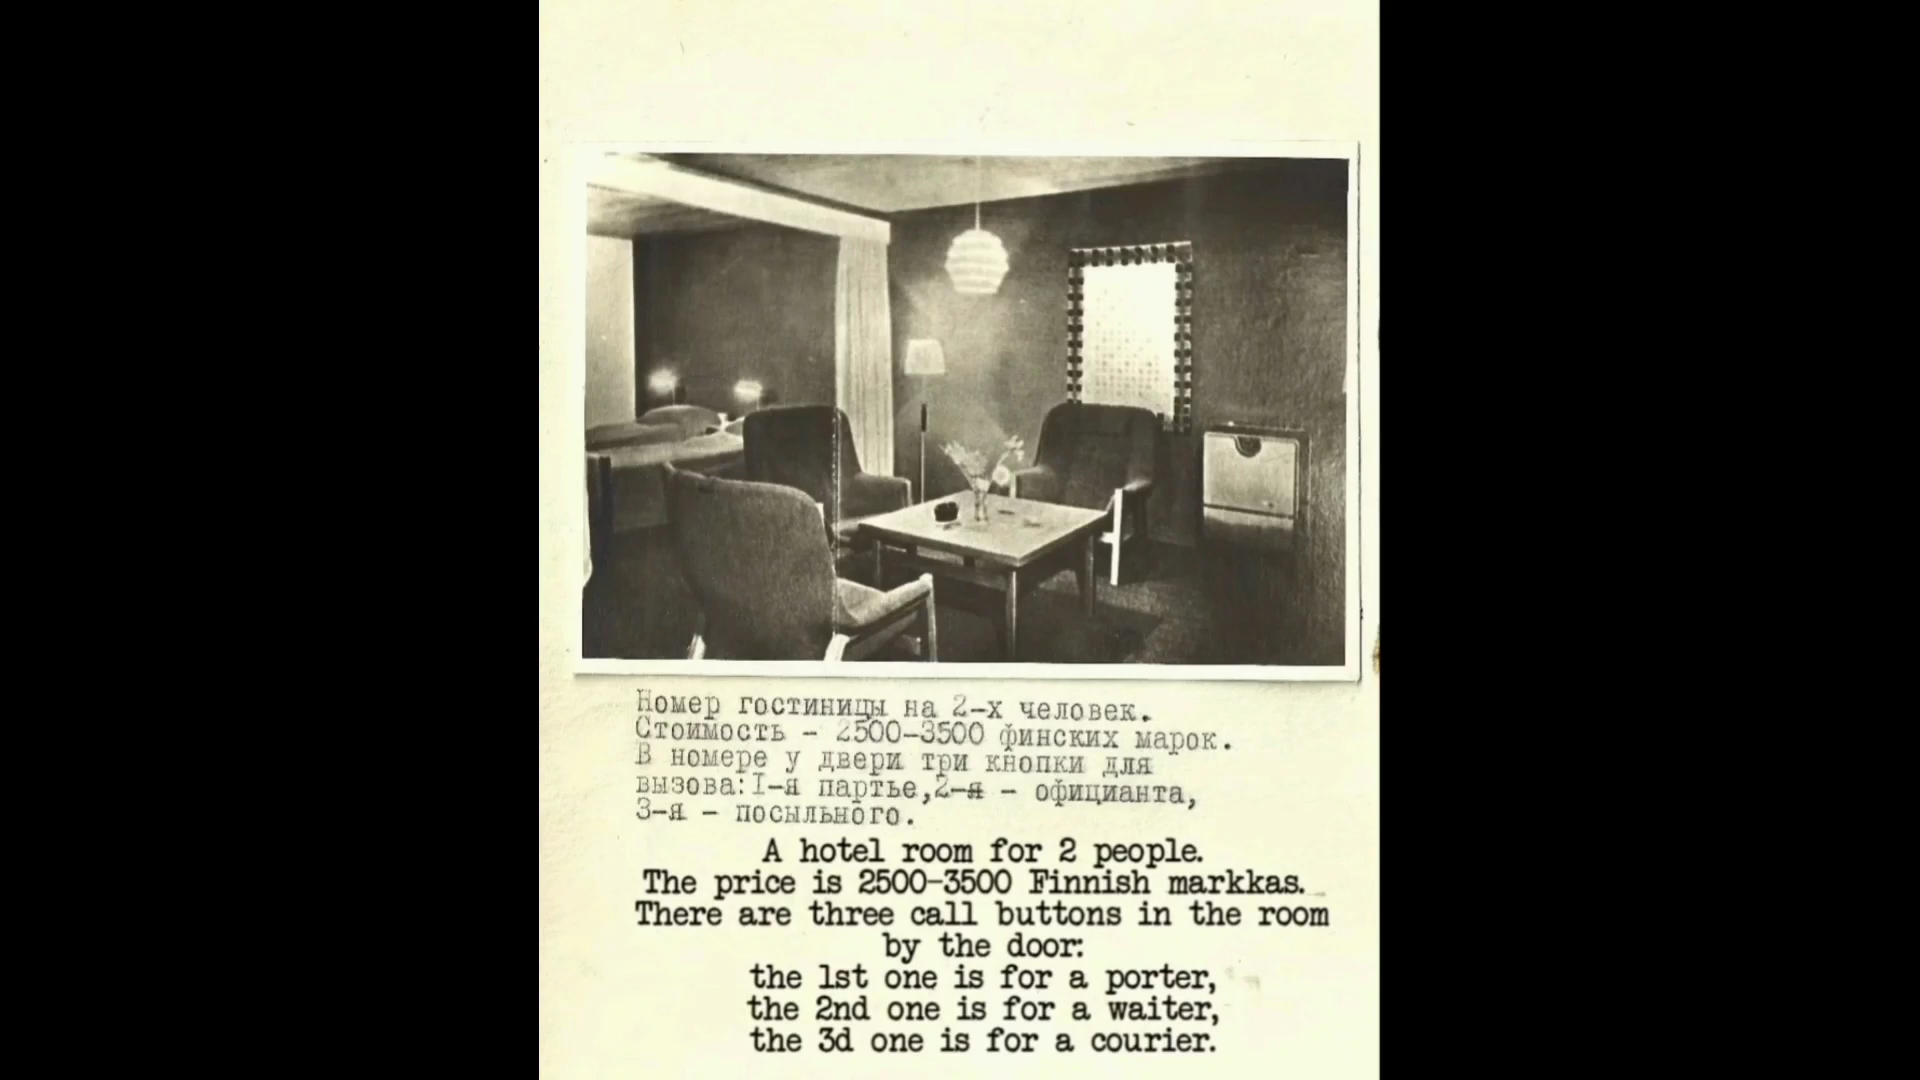 Номер гостиницы на 2-х человек.
Стоимость - 2500-3500 финских марок.
В номере у двери три кнопки для
вызова:I-я партье,2-я - официанта,
3-я - посыльного.
A hotel room for 2 people.
The price is 2500-3500 Finnish markkas.
There are three call buttons in the room
by the door:
the 1st one is for a porter,
the 2nd one is for a waiter,
the 3d one is for a courier.